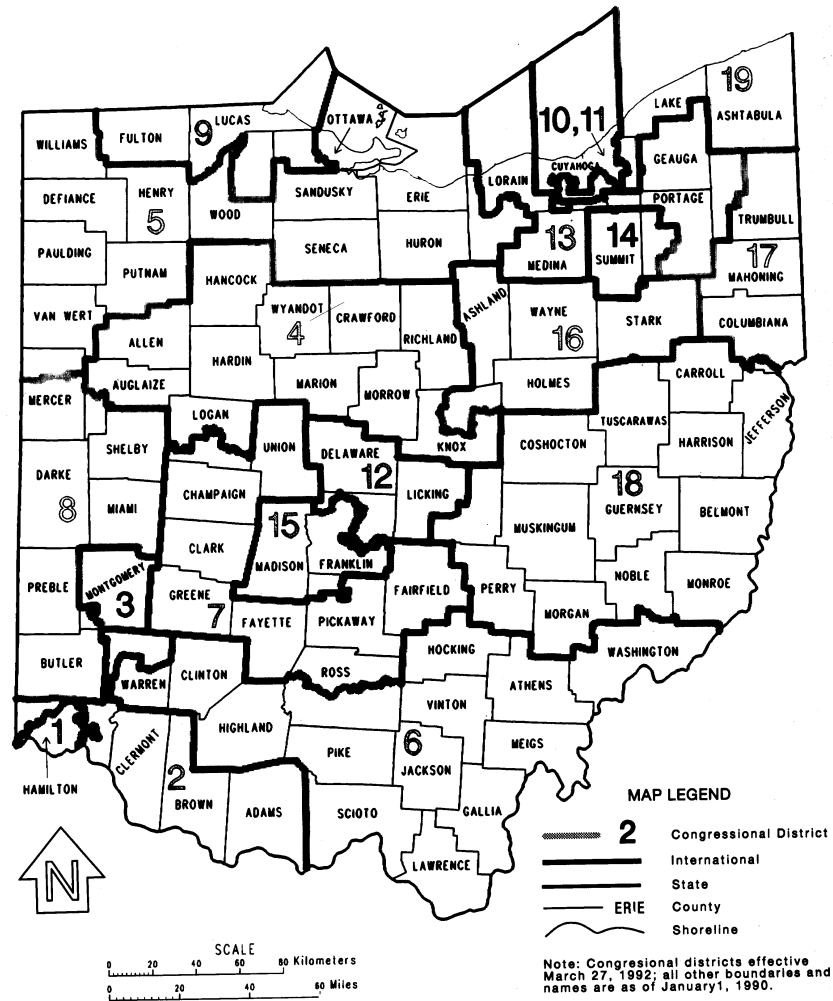 19
LAKE
ASHTABULA
9 LUCAS
OTTAWA
10, 11
WILLIAMS
FULTON
CUYAHOGA
GEAUGA
LORAIN
DEFIANCE
HENRY
SANDUSKY
ERIE
PORTAGE
5
WOOD
TRUMBULL
13
14
PAULDING
SENECA
HURON
MEDINA
SUMMIT
17
MAHONING
PUTNAM
HANCOCK
ASHLAND
VAN WERT
WYANDOT
4
CRAWFORD
WAYNE
16
STARK
COLUMBIANA
ALLEN
RICHLAND
HARDIN
CARROLL
AUGLAIZE
MARION
MORROW
HOLMES
MERCER
JEFFERSON
LOGAN
TUSCARAWAS
SHELBY
UNION
DELAWARE
KNOX
COSHOCTON
HARRISON
12
DARKE
LICKING
18
8
MIAMI
CHAMPAIGN
GUERNSEY
BELMONT
15
MUSKINGUM
CLARK
MADISON
FRANKLIN
PREBLE
MONTGOMERY
3
GREENE
7
FAIRFIELD
PERRY
NOBLE
MONROE
FAYETTE
PICKAWAY
MORGAN
BUTLER
WARREN
CLINTON
ROSS
HOCKING
WASHINGTON
ATHENS
1
HIGHLAND
VINTON
CLERMONT
PIKE
6
MEIGS
HAMILTON
2
BROWN
ADAMS
JACKSON
SCIOTO
GALLIA
LAWRENCE
N
MAP LEGEND
2 Congressional District
International
State
ERIE County
Shoreline
SCALE
0 20 40 60 80 Kilometers
0 20 40 60 Miles
Note: Congresional districts effective
March 27, 1992; all other boundaries and
names are as of January1, 1990.